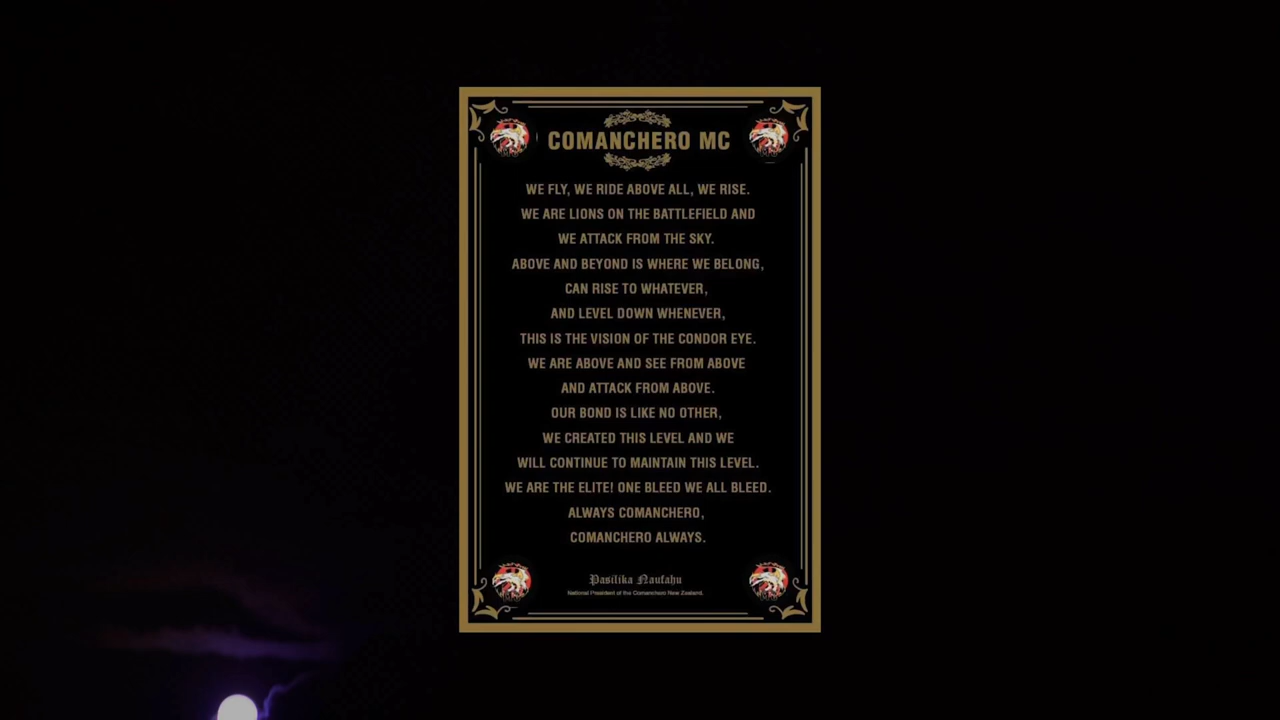 COMANCHERO MC
WE FLY, WE RIDE ABOVE ALL, WE RISE.
WE ARE LIONS ON THE BATTLEFIELD AND
WE ATTACK FROM THE SKY.
ABOVE AND BEYOND IS WHERE WE BELONG,
CAN RISE TO WHATEVER,
AND LEVEL DOWN WHENEVER,
THIS IS THE VISION OF THE CONDOR EYE.
WE ARE ABOVE AND SEE FROM ABOVE
AND ATTACK FROM ABOVE.
OUR BOND IS LIKE NO OTHER,
WE CREATED THIS LEVEL AND WE
WILL CONTINUE TO MAINTAIN THIS LEVEL.
WE ARE THE ELITE! ONE BLEED WE ALL BLEED.
ALWAYS COMANCHERO,
COMANCHERO ALWAYS.
Pasilika Naufahu
National President of the Comanchero New Zealand.